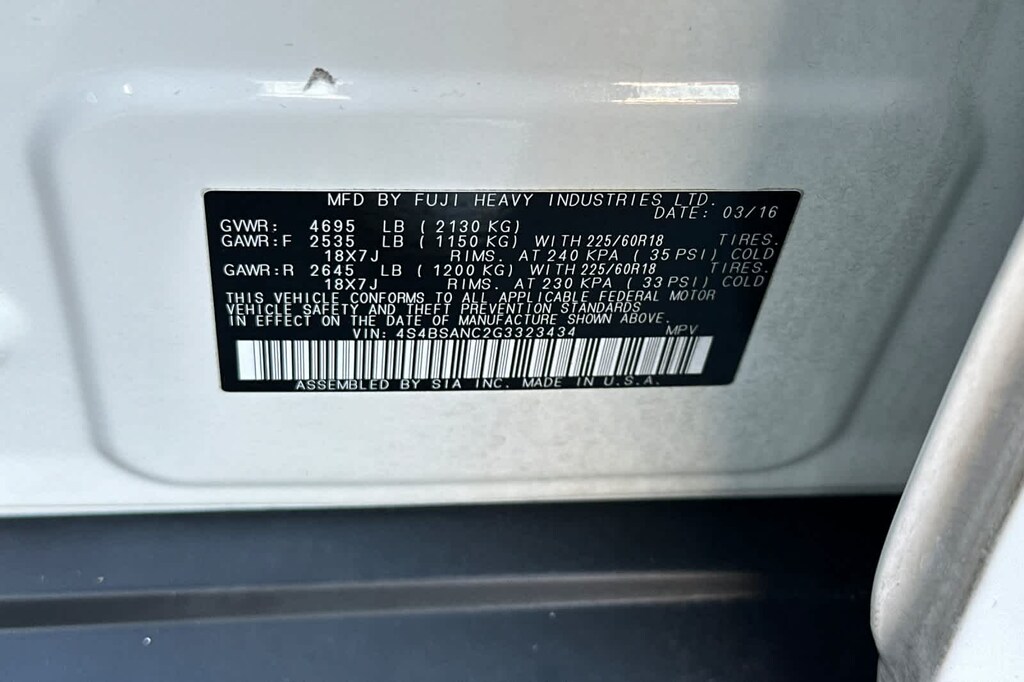 MFD BY FUJI HEAVY INDUSTRIES LTD.
DATE: 03/16
GVWR: 4695 LB ( 2130 KG)
GAWR:F 2535 LB ( 1150 KG) WITH 225/60R18 TIRES.
18X7J RIMS. AT 240 KPA ( 35 PSI) COLD
GAWR:R 2645 LB ( 1200 KG) WITH 225/60R18 TIRES.
18X7J RIMS. AT 230 KPA ( 33 PSI) COLD
THIS VEHICLE CONFORMS TO ALL APPLICABLE FEDERAL MOTOR
VEHICLE SAFETY AND THEFT PREVENTION STANDARDS
IN EFFECT ON THE DATE OF MANUFACTURE SHOWN ABOVE.
VIN: 4S4BSANC2G3323434 MPV
ASSEMBLED BY SIA INC. MADE IN U.S.A.